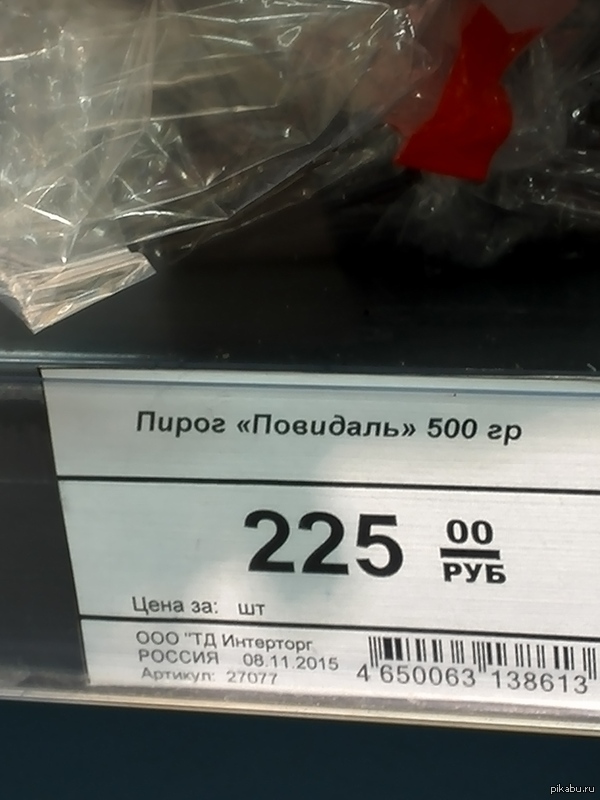 Пирог «Повидаль» 500 гр
225 00
РУБ
Цена за: шт
ООО "ТД Интерторг
РОССИЯ 08.11.2015
Артикул: 27077
4 650063 138613
pikabu.ru